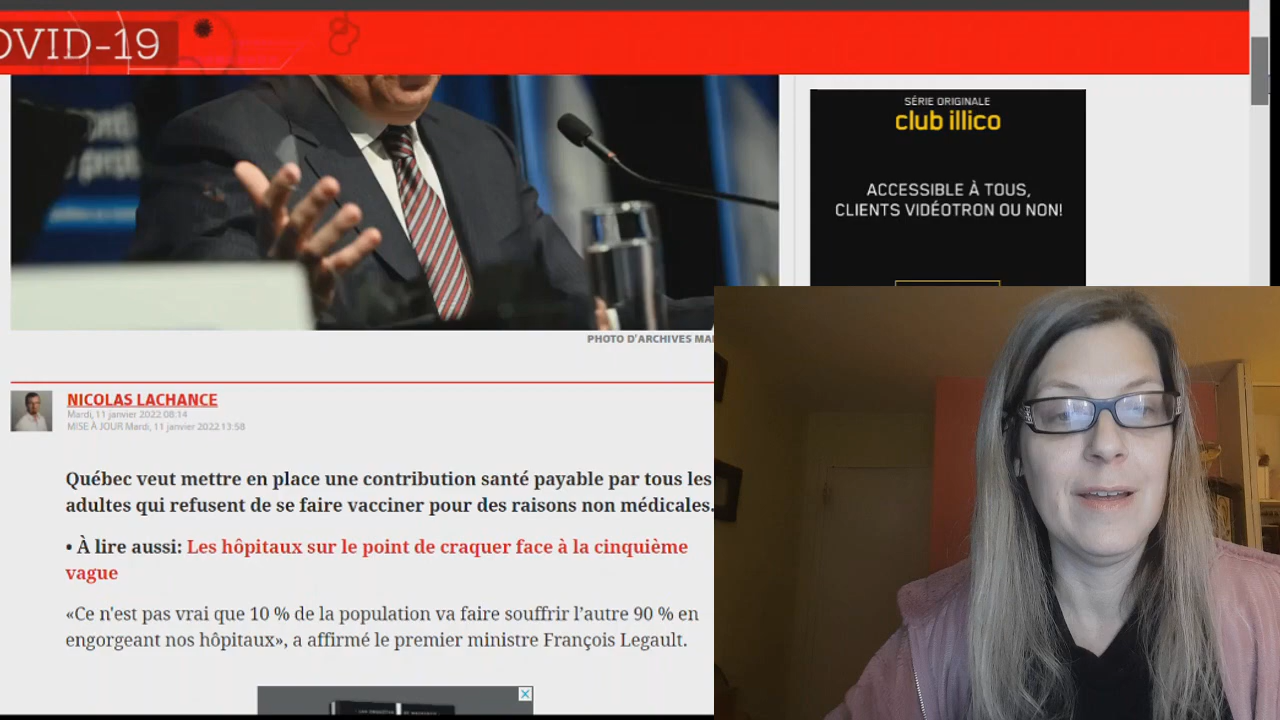 OVID-19
SÉRIE ORIGINALE
club illico
ACCESSIBLE À TOUS,
CLIENTS VIDÉOTRON OU NON!
PHOTO D'ARCHIVES
NICOLAS LACHANCE
Mardi, 11 janvier 2022 08:14
MISE À JOUR Mardi, 11 janvier 2022 13:58
Québec veut mettre en place une contribution santé payable par tous les
adultes qui refusent de se faire vacciner pour des raisons non médicales.
• À lire aussi: Les hôpitaux sur le point de craquer face à la cinquième
vague
«Ce n'est pas vrai que 10 % de la population va faire souffrir l’autre 90 % en
engorgeant nos hôpitaux», a affirmé le premier ministre François Legault.